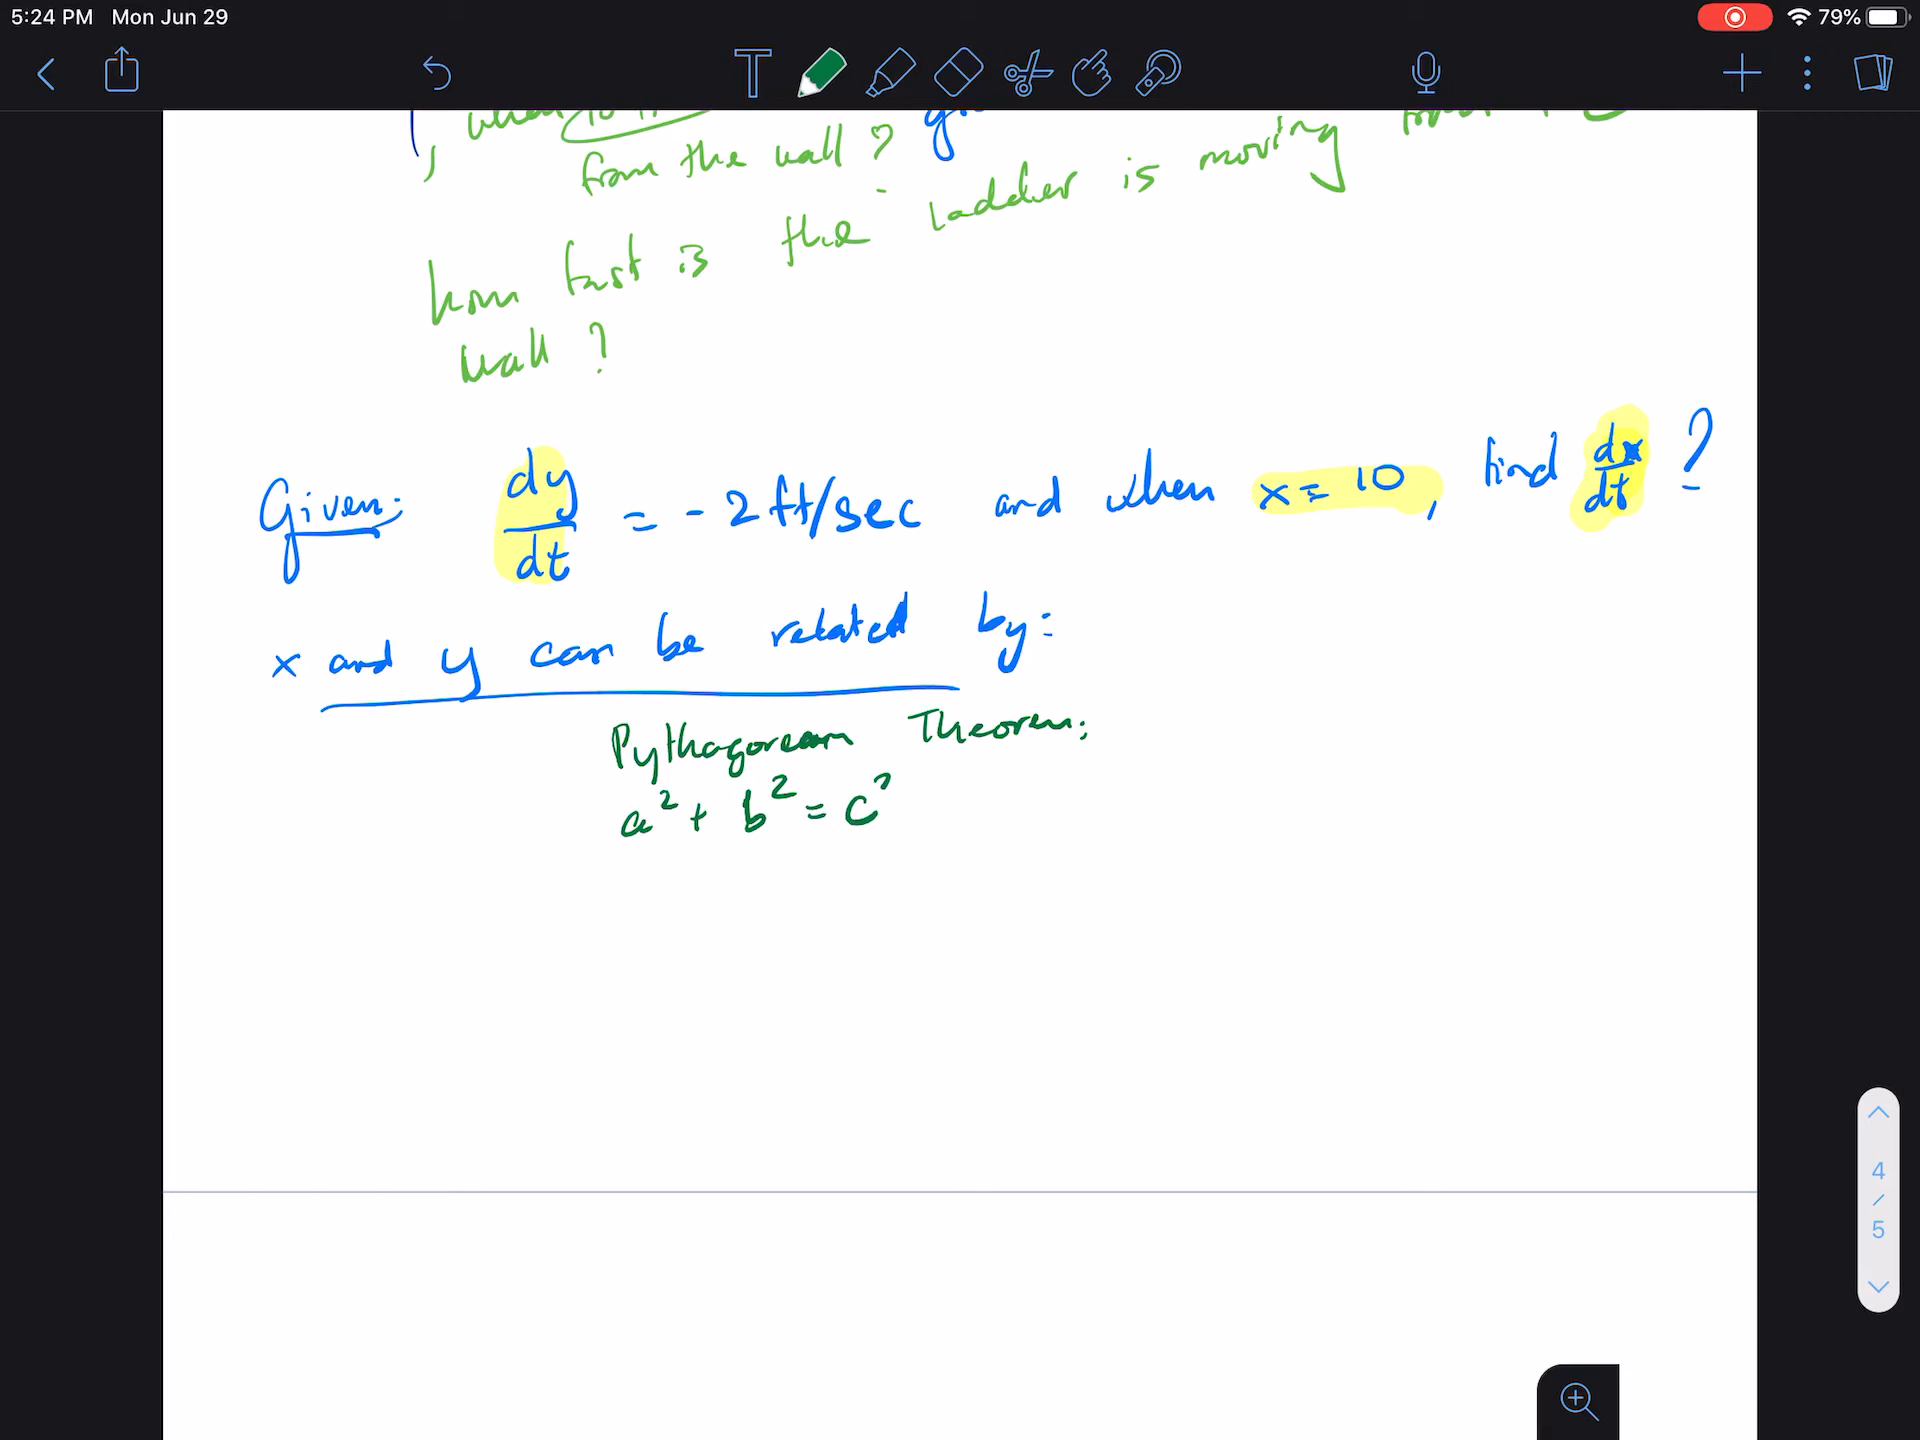 5:24 PM Mon Jun 29
79%
, when
from the wall?
how fast is the ladder is moving
wall?
Given: dy/dt = -2 ft/sec and when x = 10, find dx/dt ?
x and y can be related by:
Pythagorean Theorem:
a² + b² = c²
4
/
5